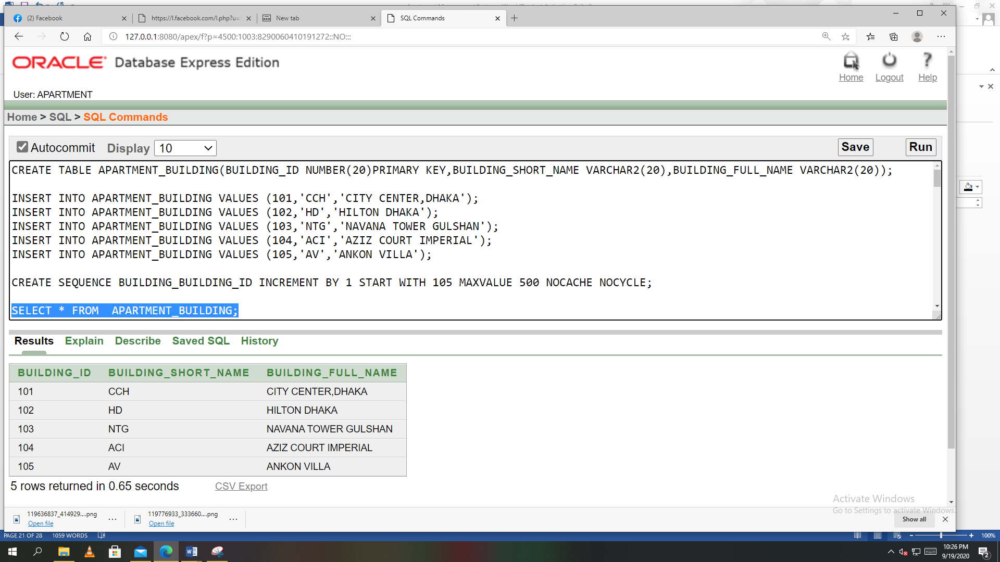 (2) Facebook
https://l.facebook.com/l.php?u=
New tab
SQL Commands
127.0.0.1:8080/apex/f?p=4500:1003:8290060410191272::NO:::
ORACLE Database Express Edition
Home
Logout
Help
User: APARTMENT
Home > SQL > SQL Commands
Autocommit Display 10
Save
Run
CREATE TABLE APARTMENT_BUILDING(BUILDING_ID NUMBER(20)PRIMARY KEY,BUILDING_SHORT_NAME VARCHAR2(20),BUILDING_FULL_NAME VARCHAR2(20));
INSERT INTO APARTMENT_BUILDING VALUES (101,'CCH','CITY CENTER,DHAKA');
INSERT INTO APARTMENT_BUILDING VALUES (102,'HD','HILTON DHAKA');
INSERT INTO APARTMENT_BUILDING VALUES (103,'NTG','NAVANA TOWER GULSHAN');
INSERT INTO APARTMENT_BUILDING VALUES (104,'ACI','AZIZ COURT IMPERIAL');
INSERT INTO APARTMENT_BUILDING VALUES (105,'AV','ANKON VILLA');
CREATE SEQUENCE BUILDING_BUILDING_ID INCREMENT BY 1 START WITH 105 MAXVALUE 500 NOCACHE NOCYCLE;
SELECT * FROM  APARTMENT_BUILDING;
Results Explain Describe Saved SQL History
BUILDING_ID BUILDING_SHORT_NAME BUILDING_FULL_NAME
101 CCH CITY CENTER,DHAKA
102 HD HILTON DHAKA
103 NTG NAVANA TOWER GULSHAN
104 ACI AZIZ COURT IMPERIAL
105 AV ANKON VILLA
5 rows returned in 0.65 seconds CSV Export
Activate Windows
Go to Settings to activate Windows.
119636837_414929....png
Open file
119776933_333660....png
Open file
Show all
PAGE 21 OF 28 1059 WORDS
100%
10:26 PM
9/19/2020
2